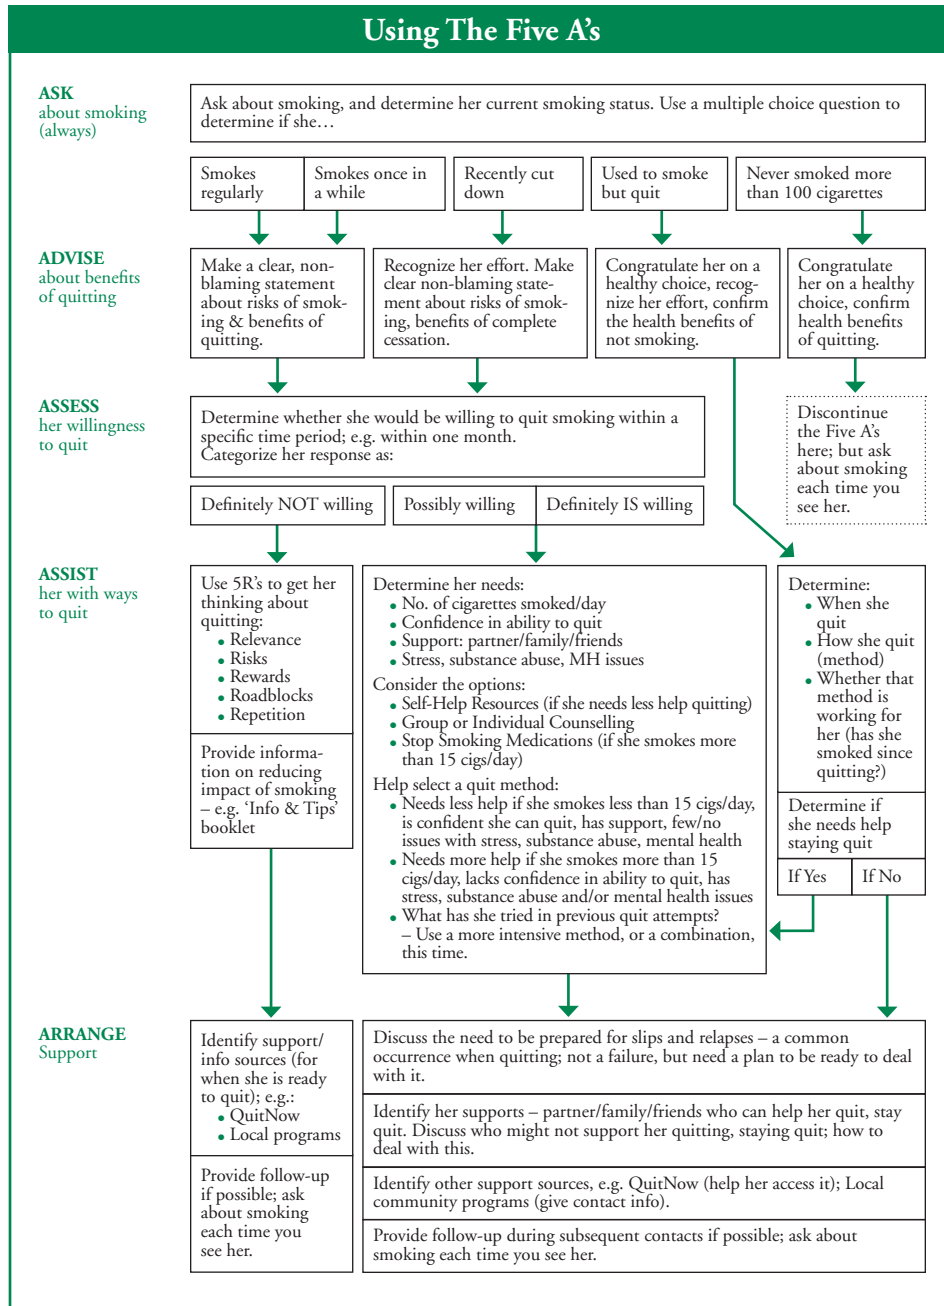 Using The Five A's
ASK
about smoking
(always)
Ask about smoking, and determine her current smoking status. Use a multiple choice question to
determine if she…
Smokes
regularly
Smokes once in
a while
Recently cut
down
Used to smoke
but quit
Never smoked more
than 100 cigarettes
ADVISE
about benefits
of quitting
Make a clear, non-
blaming statement
about risks of smok-
ing & benefits of
quitting.
Recognize her effort. Make
clear non-blaming state-
ment about risks of smok-
ing, benefits of complete
cessation.
Congratulate her on a
healthy choice, recog-
nize her effort, confirm
the health benefits of
not smoking.
Congratulate
her on a healthy
choice, confirm
health benefits
of quitting.
ASSESS
her willingness
to quit
Determine whether she would be willing to quit smoking within a
specific time period; e.g. within one month.
Categorize her response as:
Discontinue
the Five A's
here; but ask
about smoking
each time you
see her.
Definitely NOT willing
Possibly willing
Definitely IS willing
ASSIST
her with ways
to quit
Use 5R's to get her
thinking about
quitting:
• Relevance
• Risks
• Rewards
• Roadblocks
• Repetition
Provide informa-
tion on reducing
impact of smoking
– e.g. 'Info & Tips'
booklet
Determine her needs:
• No. of cigarettes smoked/day
• Confidence in ability to quit
• Support: partner/family/friends
• Stress, substance abuse, MH issues
Consider the options:
• Self-Help Resources (if she needs less help quitting)
• Group or Individual Counselling
• Stop Smoking Medications (if she smokes more
than 15 cigs/day)
Help select a quit method:
• Needs less help if she smokes less than 15 cigs/day,
is confident she can quit, has support, few/no
issues with stress, substance abuse, mental health
• Needs more help if she smokes more than 15
cigs/day, lacks confidence in ability to quit, has
stress, substance abuse and/or mental health issues
• What has she tried in previous quit attempts?
– Use a more intensive method, or a combination,
this time.
Determine:
• When she
quit
• How she quit
(method)
• Whether that
method is
working for
her (has she
smoked since
quitting?)
Determine if
she needs help
staying quit
If Yes
If No
ARRANGE
Support
Identify support/
info sources (for
when she is ready
to quit); e.g.:
• QuitNow
• Local programs
Provide follow-up
if possible; ask
about smoking
each time you
see her.
Discuss the need to be prepared for slips and relapses – a common
occurrence when quitting; not a failure, but need a plan to be ready to deal
with it.
Identify her supports – partner/family/friends who can help her quit, stay
quit. Discuss who might not support her quitting, staying quit; how to
deal with this.
Identify other support sources, e.g. QuitNow (help her access it); Local
community programs (give contact info).
Provide follow-up during subsequent contacts if possible; ask about
smoking each time you see her.